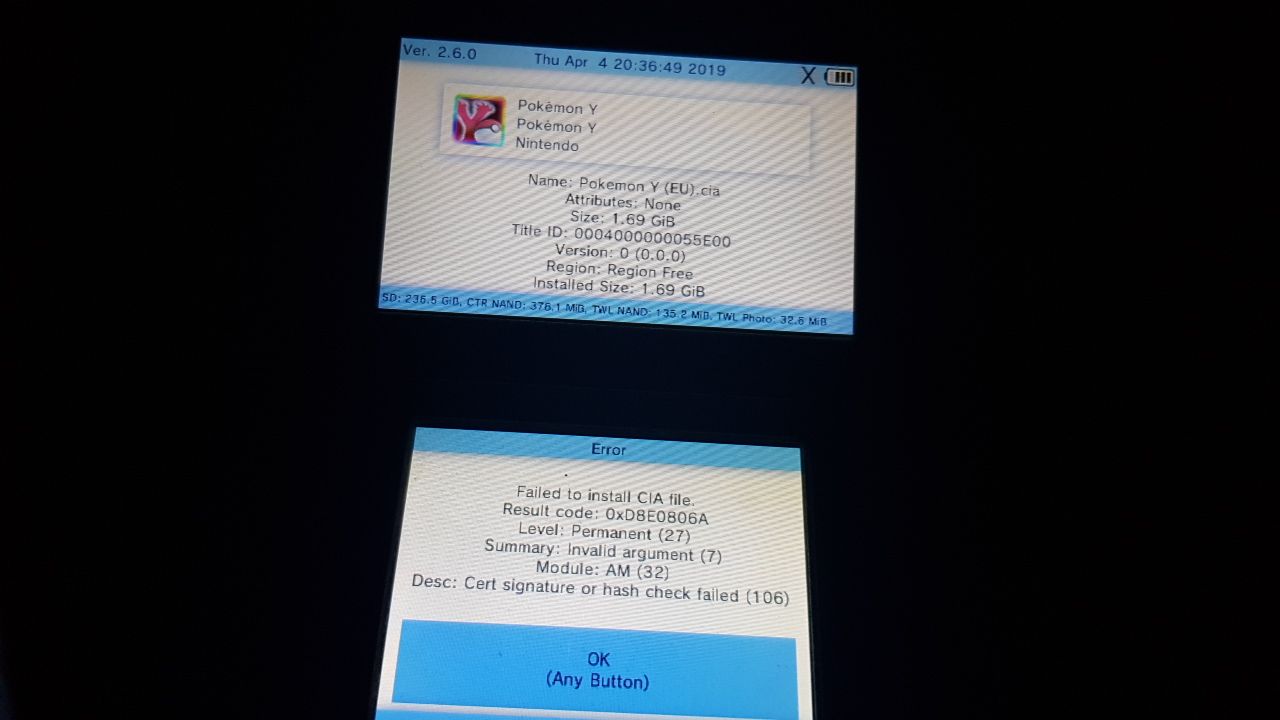 Ver. 2.6.0
Thu Apr 4 20:36:49 2019
X
Pokémon Y
Pokémon Y
Nintendo
Name: Pokemon Y (EU).cia
Attributes: None
Size: 1.69 GiB
Title ID: 0004000000055E00
Version: 0 (0.0.0)
Region: Region Free
Installed Size: 1.69 GiB
SD: 235.5 GiB, CTR NAND: 376.1 MiB, TWL NAND: 135.2 MiB, TWL Photo: 32.6 MiB
Error
Failed to install CIA file.
Result code: 0xD8E0806A
Level: Permanent (27)
Summary: Invalid argument (7)
Module: AM (32)
Desc: Cert signature or hash check failed (106)
OK
(Any Button)